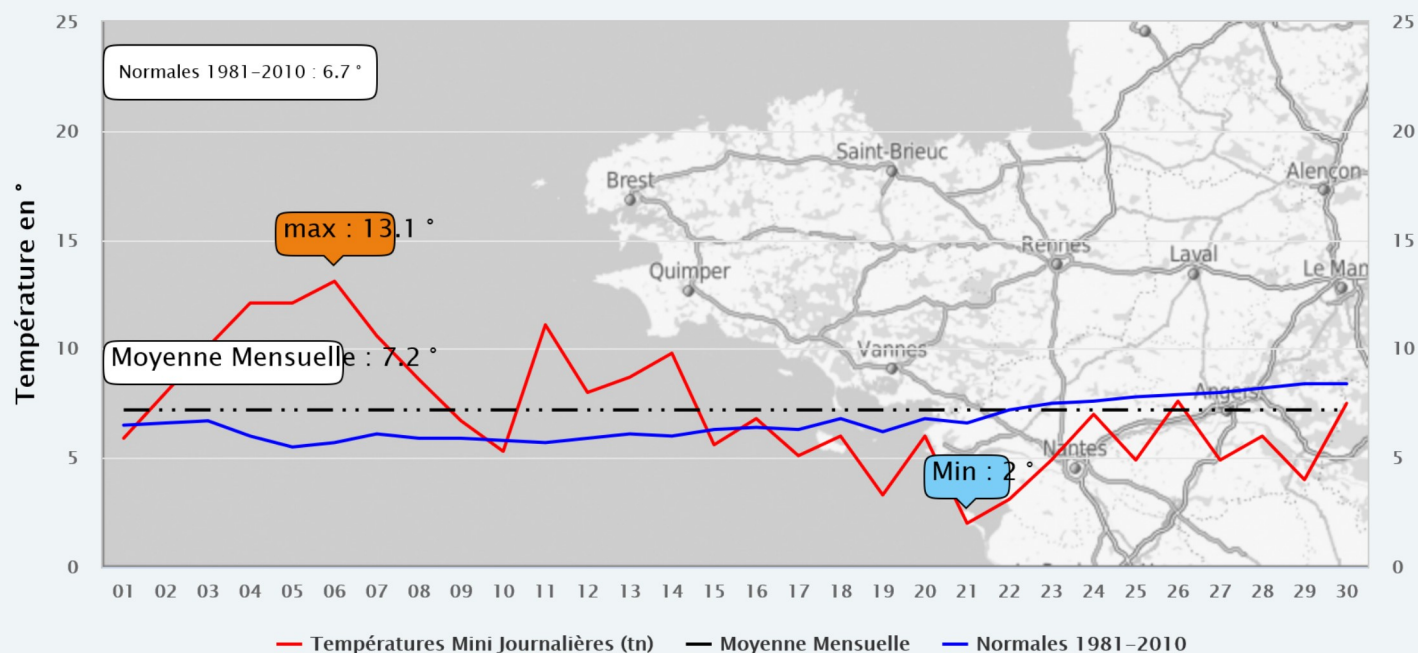 25
25
Normales 1981-2010 : 6.7 °
20
20
Saint-Brieuc
Alençon
Brest
Température en °
max : 13.1 °
15
15
Rennes
Laval
Quimper
Le Man
10
10
Moyenne Mensuelle : 7.2 °
Vannes
Angers
5
5
Min : 2 °
Nantes
0
0
01 02 03 04 05 06 07 08 09 10 11 12 13 14 15 16 17 18 19 20 21 22 23 24 25 26 27 28 29 30
Températures Mini Journalières (tn) Moyenne Mensuelle Normales 1981-2010